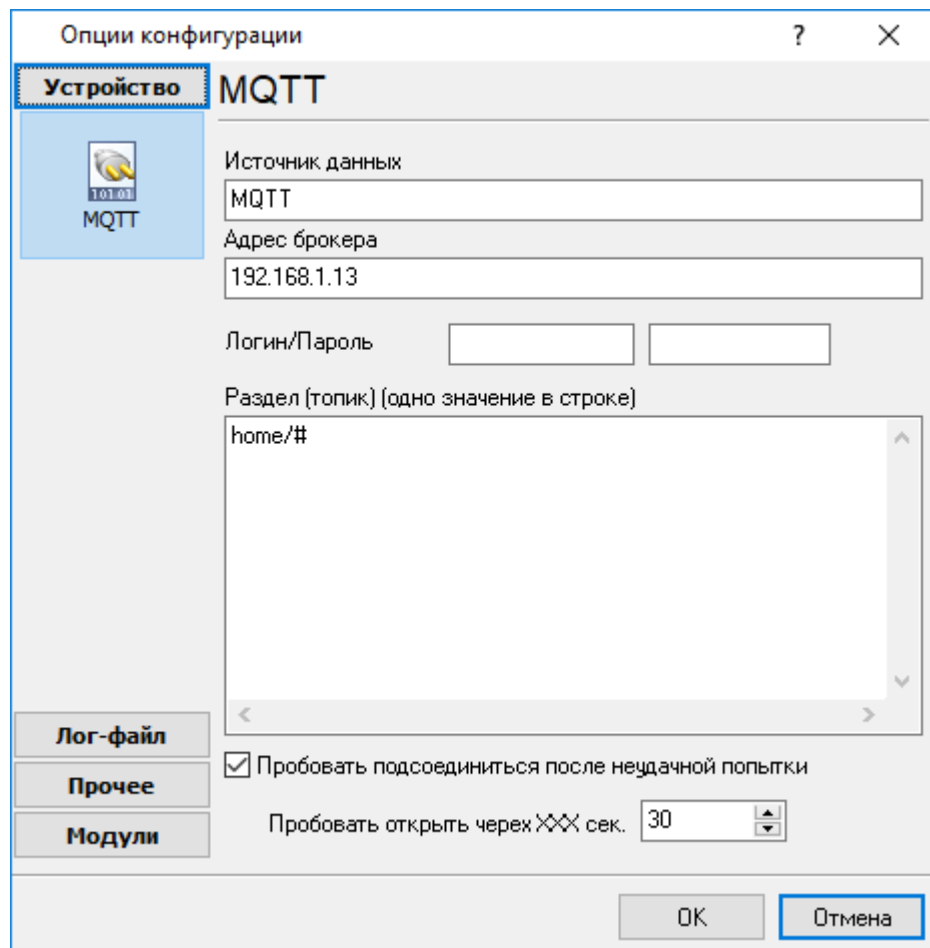 Опции конфигурации
?
Устройство
MQTT
101.01
MQTT
Источник данных
MQTT
Адрес брокера
192.168.1.13
Логин/Пароль
Раздел (топик) (одно значение в строке)
home/#
Лог-файл
Прочее
Модули
Пробовать подсоединиться после неудачной попытки
Пробовать открыть черех XXX сек.
30
OK
Отмена